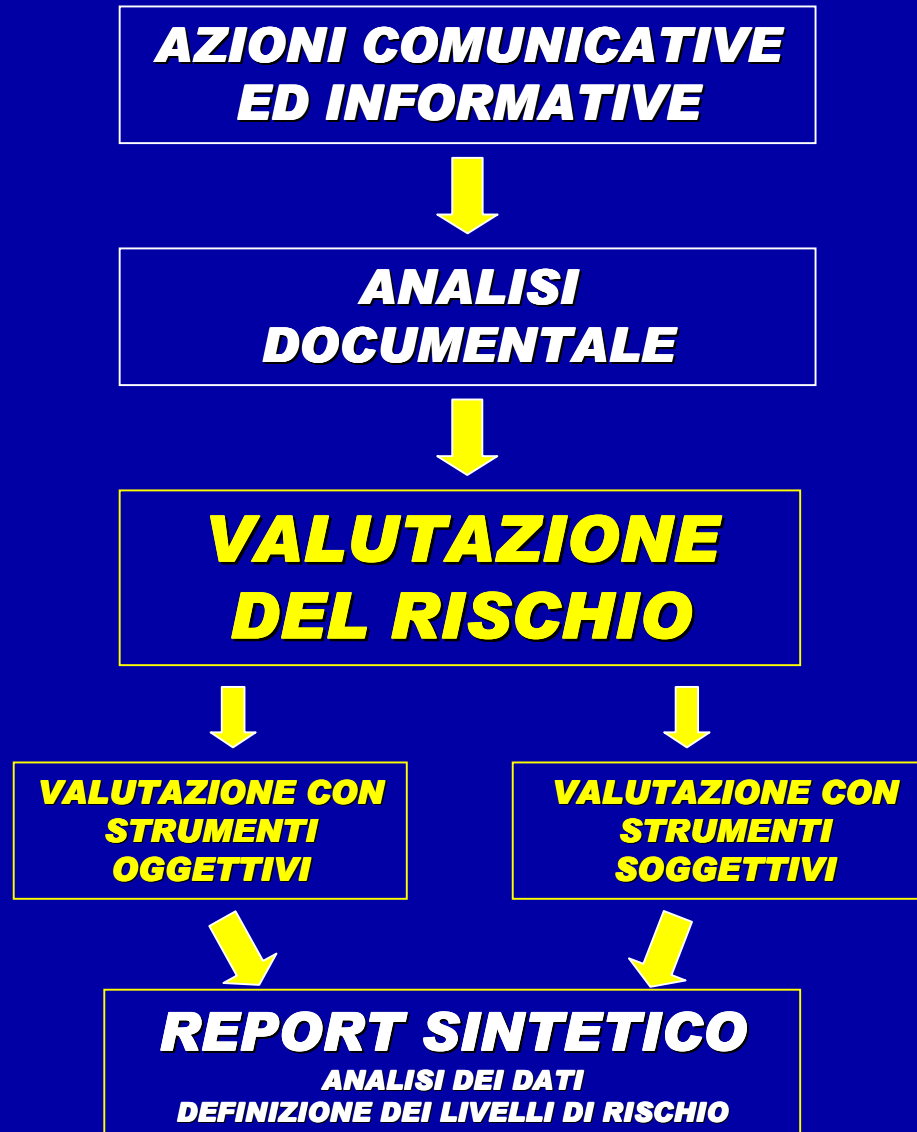 AZIONI COMUNICATIVE
ED INFORMATIVE
ANALISI
DOCUMENTALE
VALUTAZIONE
DEL RISCHIO
VALUTAZIONE CON
STRUMENTI
OGGETTIVI
VALUTAZIONE CON
STRUMENTI
SOGGETTIVI
REPORT SINTETICO
ANALISI DEI DATI
DEFINIZIONE DEI LIVELLI DI RISCHIO